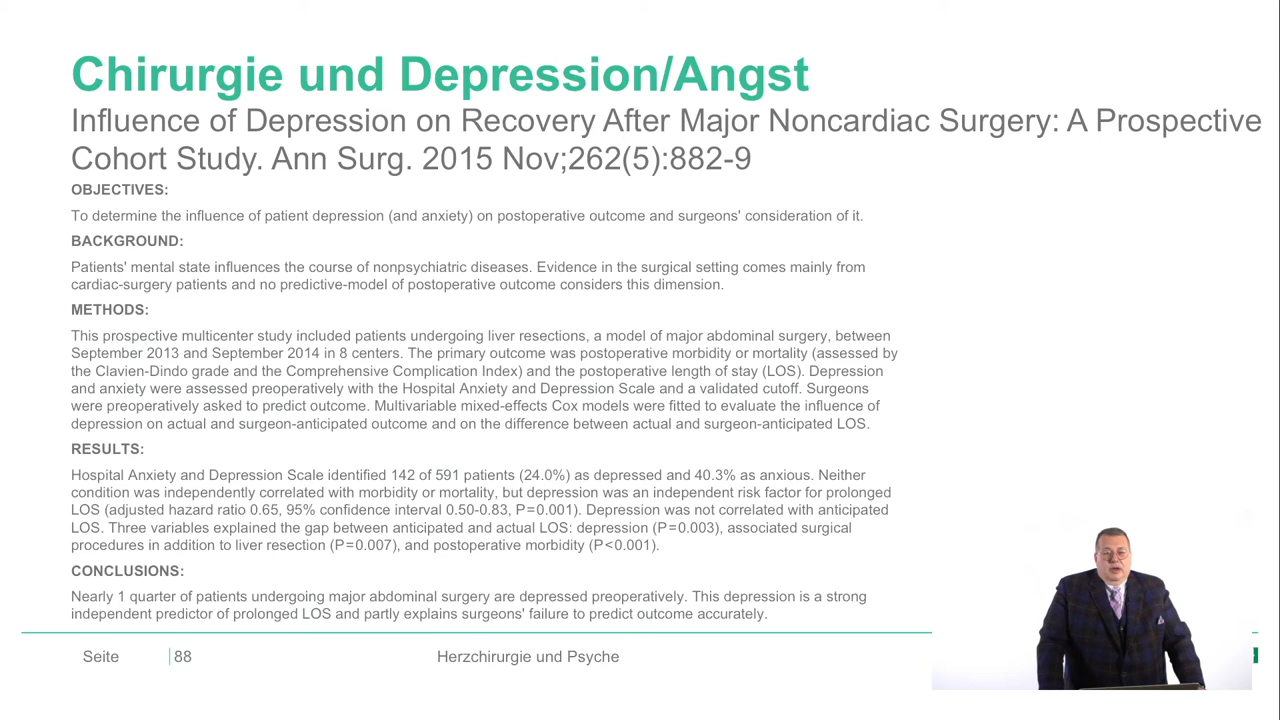 Chirurgie und Depression/Angst
Influence of Depression on Recovery After Major Noncardiac Surgery: A Prospective
Cohort Study. Ann Surg. 2015 Nov;262(5):882-9
OBJECTIVES:
To determine the influence of patient depression (and anxiety) on postoperative outcome and surgeons' consideration of it.
BACKGROUND:
Patients' mental state influences the course of nonpsychiatric diseases. Evidence in the surgical setting comes mainly from
cardiac-surgery patients and no predictive-model of postoperative outcome considers this dimension.
METHODS:
This prospective multicenter study included patients undergoing liver resections, a model of major abdominal surgery, between
September 2013 and September 2014 in 8 centers. The primary outcome was postoperative morbidity or mortality (assessed by
the Clavien-Dindo grade and the Comprehensive Complication Index) and the postoperative length of stay (LOS). Depression
and anxiety were assessed preoperatively with the Hospital Anxiety and Depression Scale and a validated cutoff. Surgeons
were preoperatively asked to predict outcome. Multivariable mixed-effects Cox models were fitted to evaluate the influence of
depression on actual and surgeon-anticipated outcome and on the difference between actual and surgeon-anticipated LOS.
RESULTS:
Hospital Anxiety and Depression Scale identified 142 of 591 patients (24.0%) as depressed and 40.3% as anxious. Neither
condition was independently correlated with morbidity or mortality, but depression was an independent risk factor for prolonged
LOS (adjusted hazard ratio 0.65, 95% confidence interval 0.50-0.83, P=0.001). Depression was not correlated with anticipated
LOS. Three variables explained the gap between anticipated and actual LOS: depression (P=0.003), associated surgical
procedures in addition to liver resection (P=0.007), and postoperative morbidity (P<0.001).
CONCLUSIONS:
Nearly 1 quarter of patients undergoing major abdominal surgery are depressed preoperatively. This depression is a strong
independent predictor of prolonged LOS and partly explains surgeons' failure to predict outcome accurately.
Seite 88 Herzchirurgie und Psyche